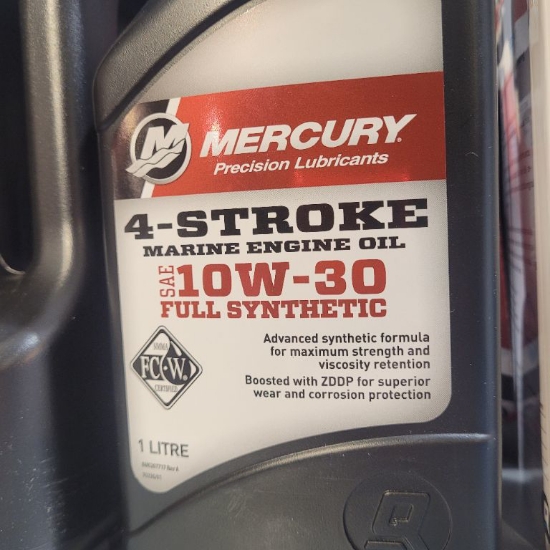 MERCURY
Precision Lubricants
4-STROKE
MARINE ENGINE OIL
SAE 10W-30
FULL SYNTHETIC
Advanced synthetic formula
for maximum strength and
viscosity retention
Boosted with ZDDP for superior
wear and corrosion protection
NMMA
FC-W®
CERTIFIED
1 LITRE